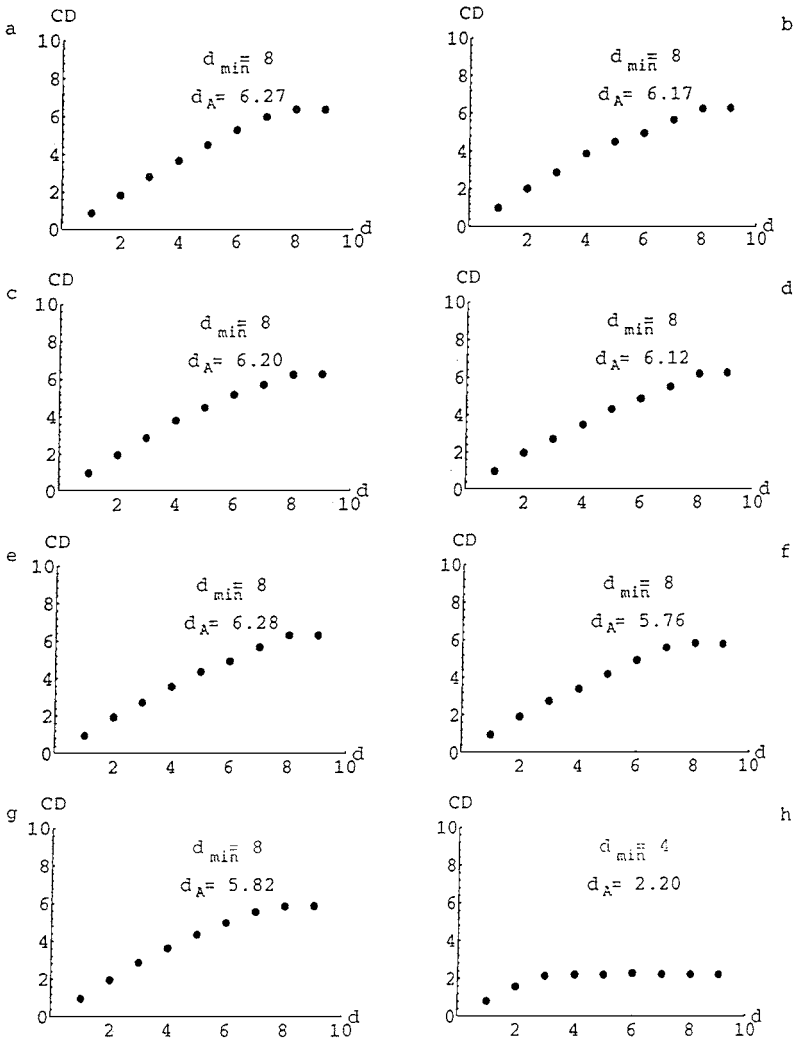 a
CD
10
8
6
4
2
0
d min = 8
d A = 6.27
2 4 6 8 10 d
b
CD
10
8
6
4
2
0
d min = 8
d A = 6.17
2 4 6 8 10 d
c
CD
10
8
6
4
2
0
d min = 8
d A = 6.20
2 4 6 8 10 d
d
CD
10
8
6
4
2
0
d min = 8
d A = 6.12
2 4 6 8 10 d
e
CD
10
8
6
4
2
0
d min = 8
d A = 6.28
2 4 6 8 10 d
f
CD
10
8
6
4
2
0
d min = 8
d A = 5.76
2 4 6 8 10 d
g
CD
10
8
6
4
2
0
d min = 8
d A = 5.82
2 4 6 8 10 d
h
CD
10
8
6
4
2
0
d min = 4
d A = 2.20
2 4 6 8 10 d